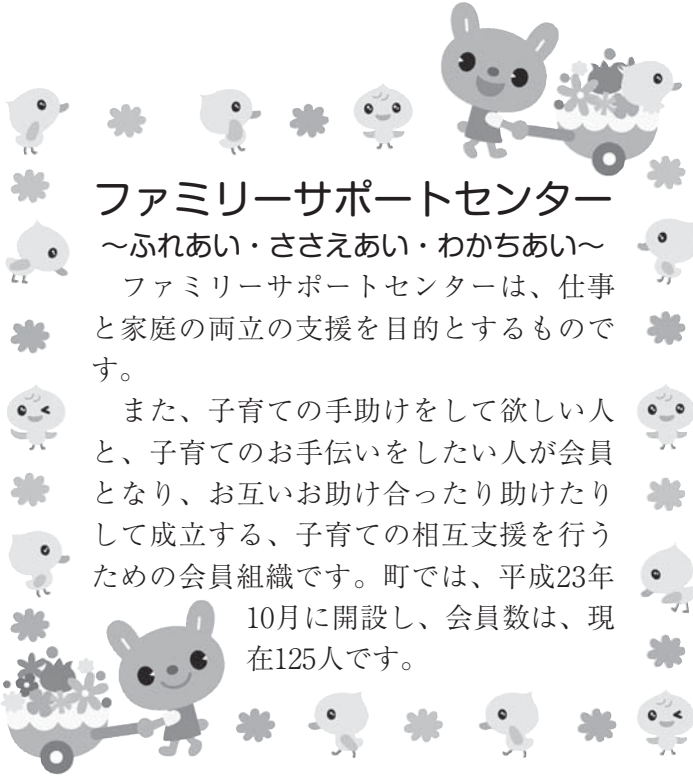 ファミリーサポートセンター
～ふれあい・ささえあい・わかちあい～
　ファミリーサポートセンターは、仕事
と家庭の両立の支援を目的とするもので
す。
　また、子育ての手助けをして欲しい人
と、子育てのお手伝いをしたい人が会員
となり、お互いお助け合ったり助けたり
して成立する、子育ての相互支援を行う
ための会員組織です。町では、平成23年
10月に開設し、会員数は、現
在125人です。